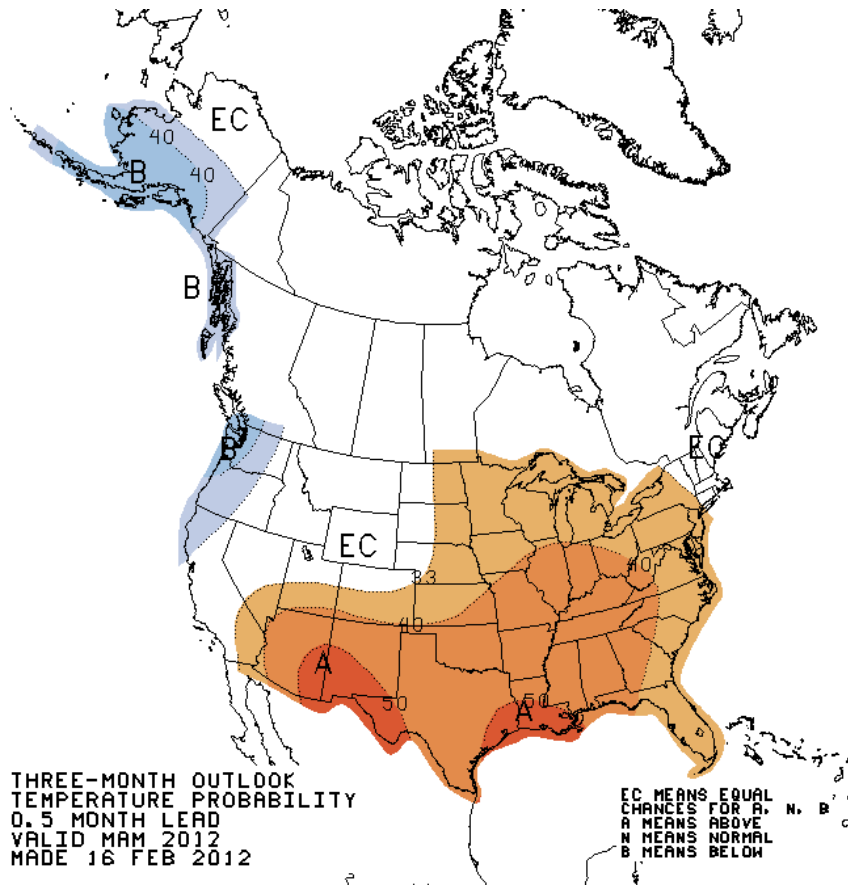 EC
40
B
40
B
B
EC
EC
33
40
40
A
50
50
A
THREE-MONTH OUTLOOK
TEMPERATURE PROBABILITY
0.5 MONTH LEAD
VALID MAM 2012
MADE 16 FEB 2012
EC MEANS EQUAL
CHANCES FOR A, N, B
A MEANS ABOVE
N MEANS NORMAL
B MEANS BELOW